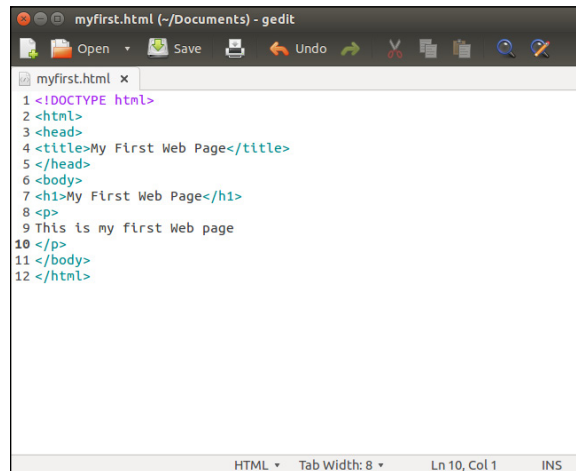 myfirst.html (~/Documents) - gedit
Open Save Undo
myfirst.html ×
1 <!DOCTYPE html>
2 <html>
3 <head>
4 <title>My First Web Page</title>
5 </head>
6 <body>
7 <h1>My First Web Page</h1>
8 <p>
9 This is my first Web page
10 </p>
11 </body>
12 </html>
HTML Tab Width: 8 Ln 10, Col 1 INS